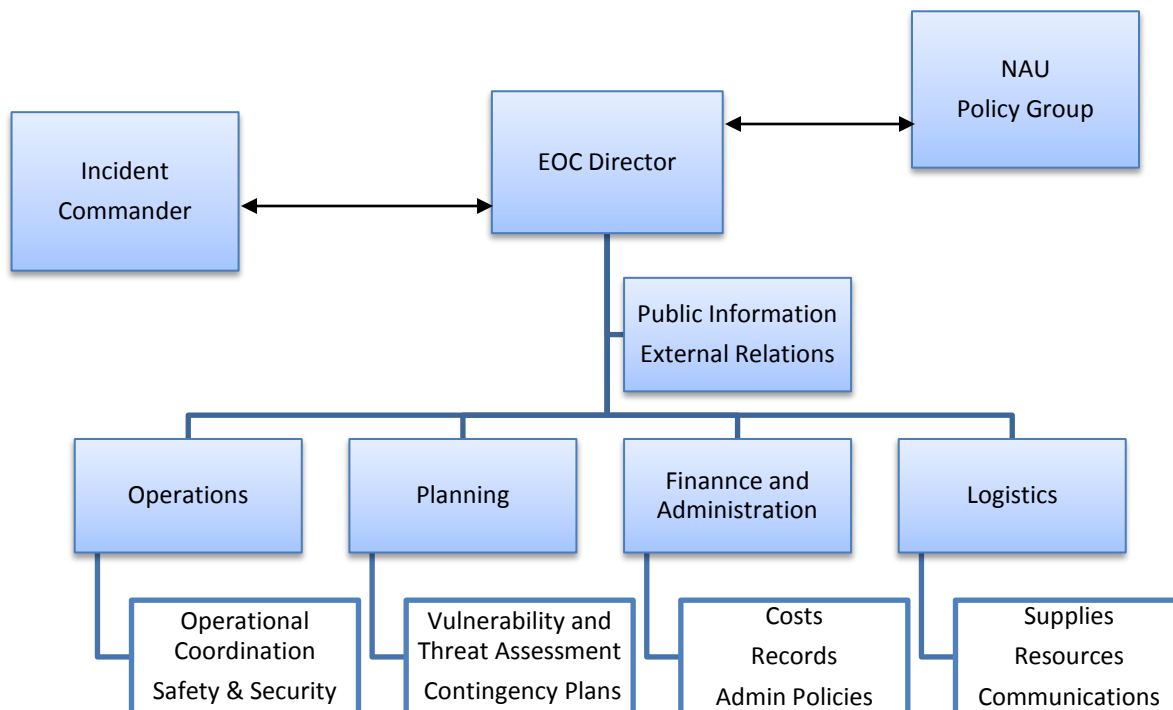 NAU
Policy Group
EOC Director
Incident
Commander
Public Information
External Relations
Operations
Planning
Finannce and
Administration
Logistics
Operational
Coordination
Safety & Security
Vulnerability and
Threat Assessment
Contingency Plans
Costs
Records
Admin Policies
Supplies
Resources
Communications